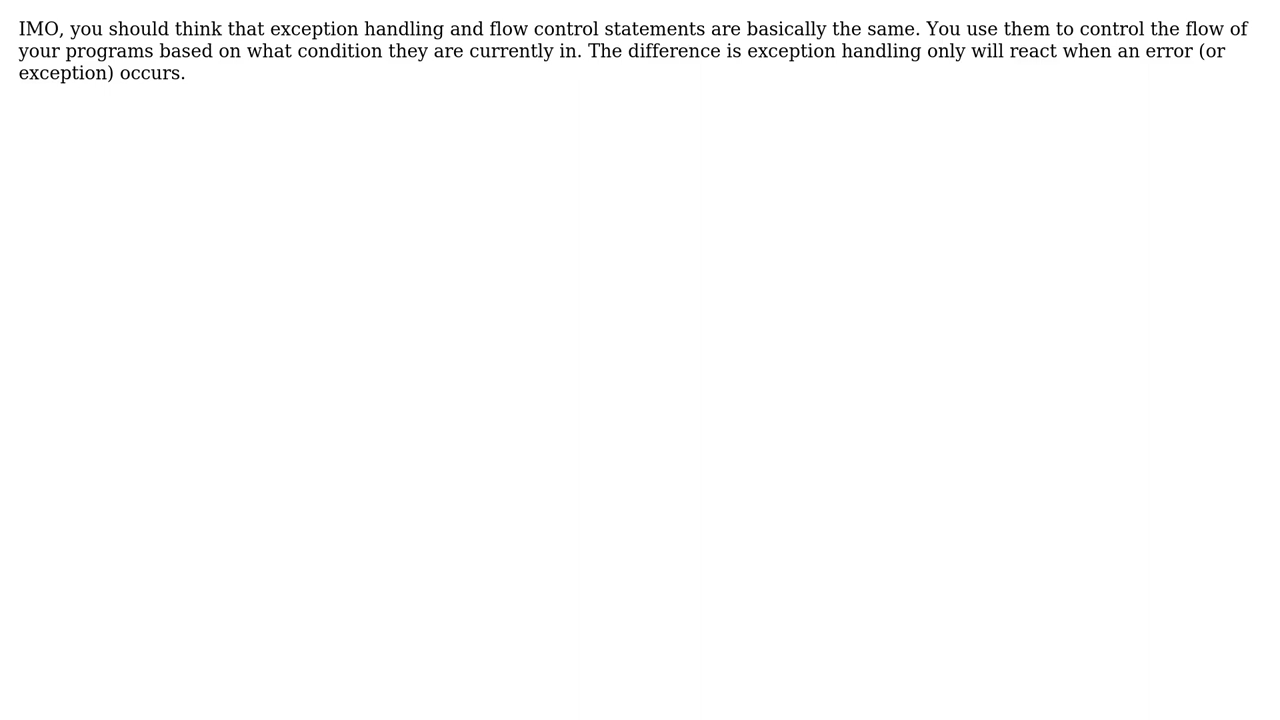 IMO, you should think that exception handling and flow control statements are basically the same. You use them to control the flow of
your programs based on what condition they are currently in. The difference is exception handling only will react when an error (or
exception) occurs.